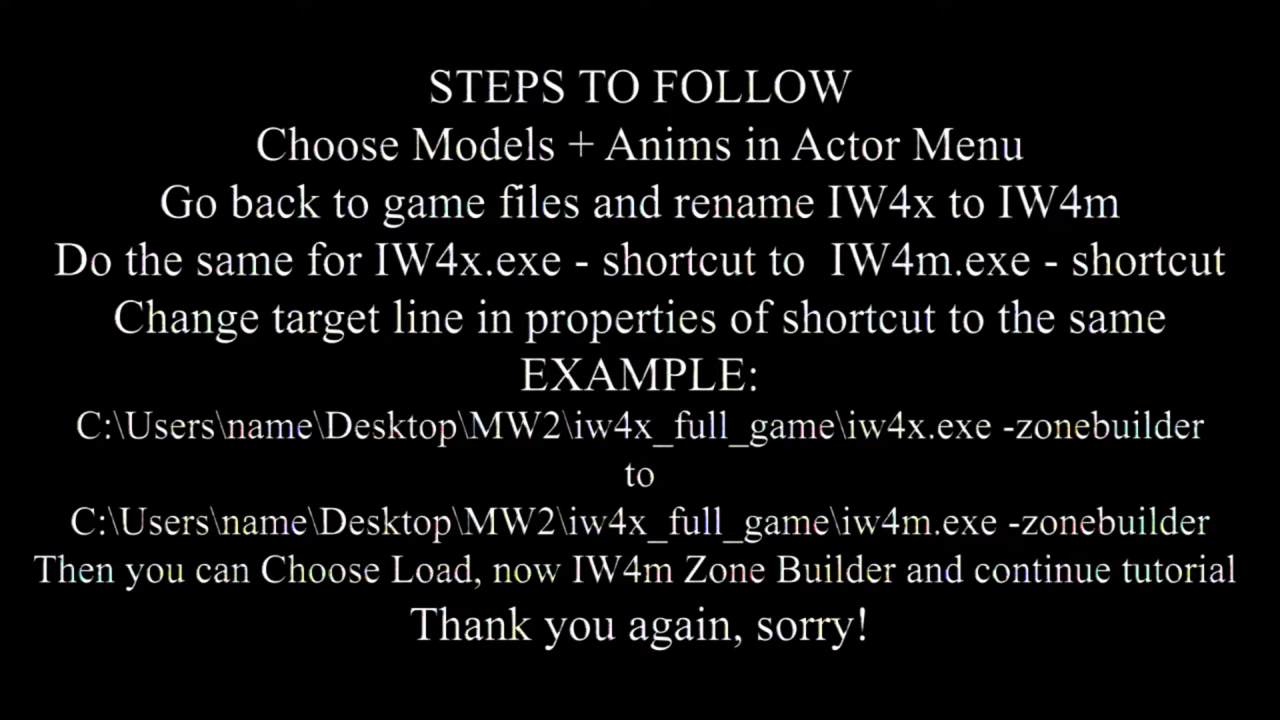 STEPS TO FOLLOW
Choose Models + Anims in Actor Menu
Go back to game files and rename IW4x to IW4m
Do the same for IW4x.exe - shortcut to  IW4m.exe - shortcut
Change target line in properties of shortcut to the same
EXAMPLE:
C:\Users\name\Desktop\MW2\iw4x_full_game\iw4x.exe -zonebuilder
to
C:\Users\name\Desktop\MW2\iw4x_full_game\iw4m.exe -zonebuilder
Then you can Choose Load, now IW4m Zone Builder and continue tutorial
Thank you again, sorry!